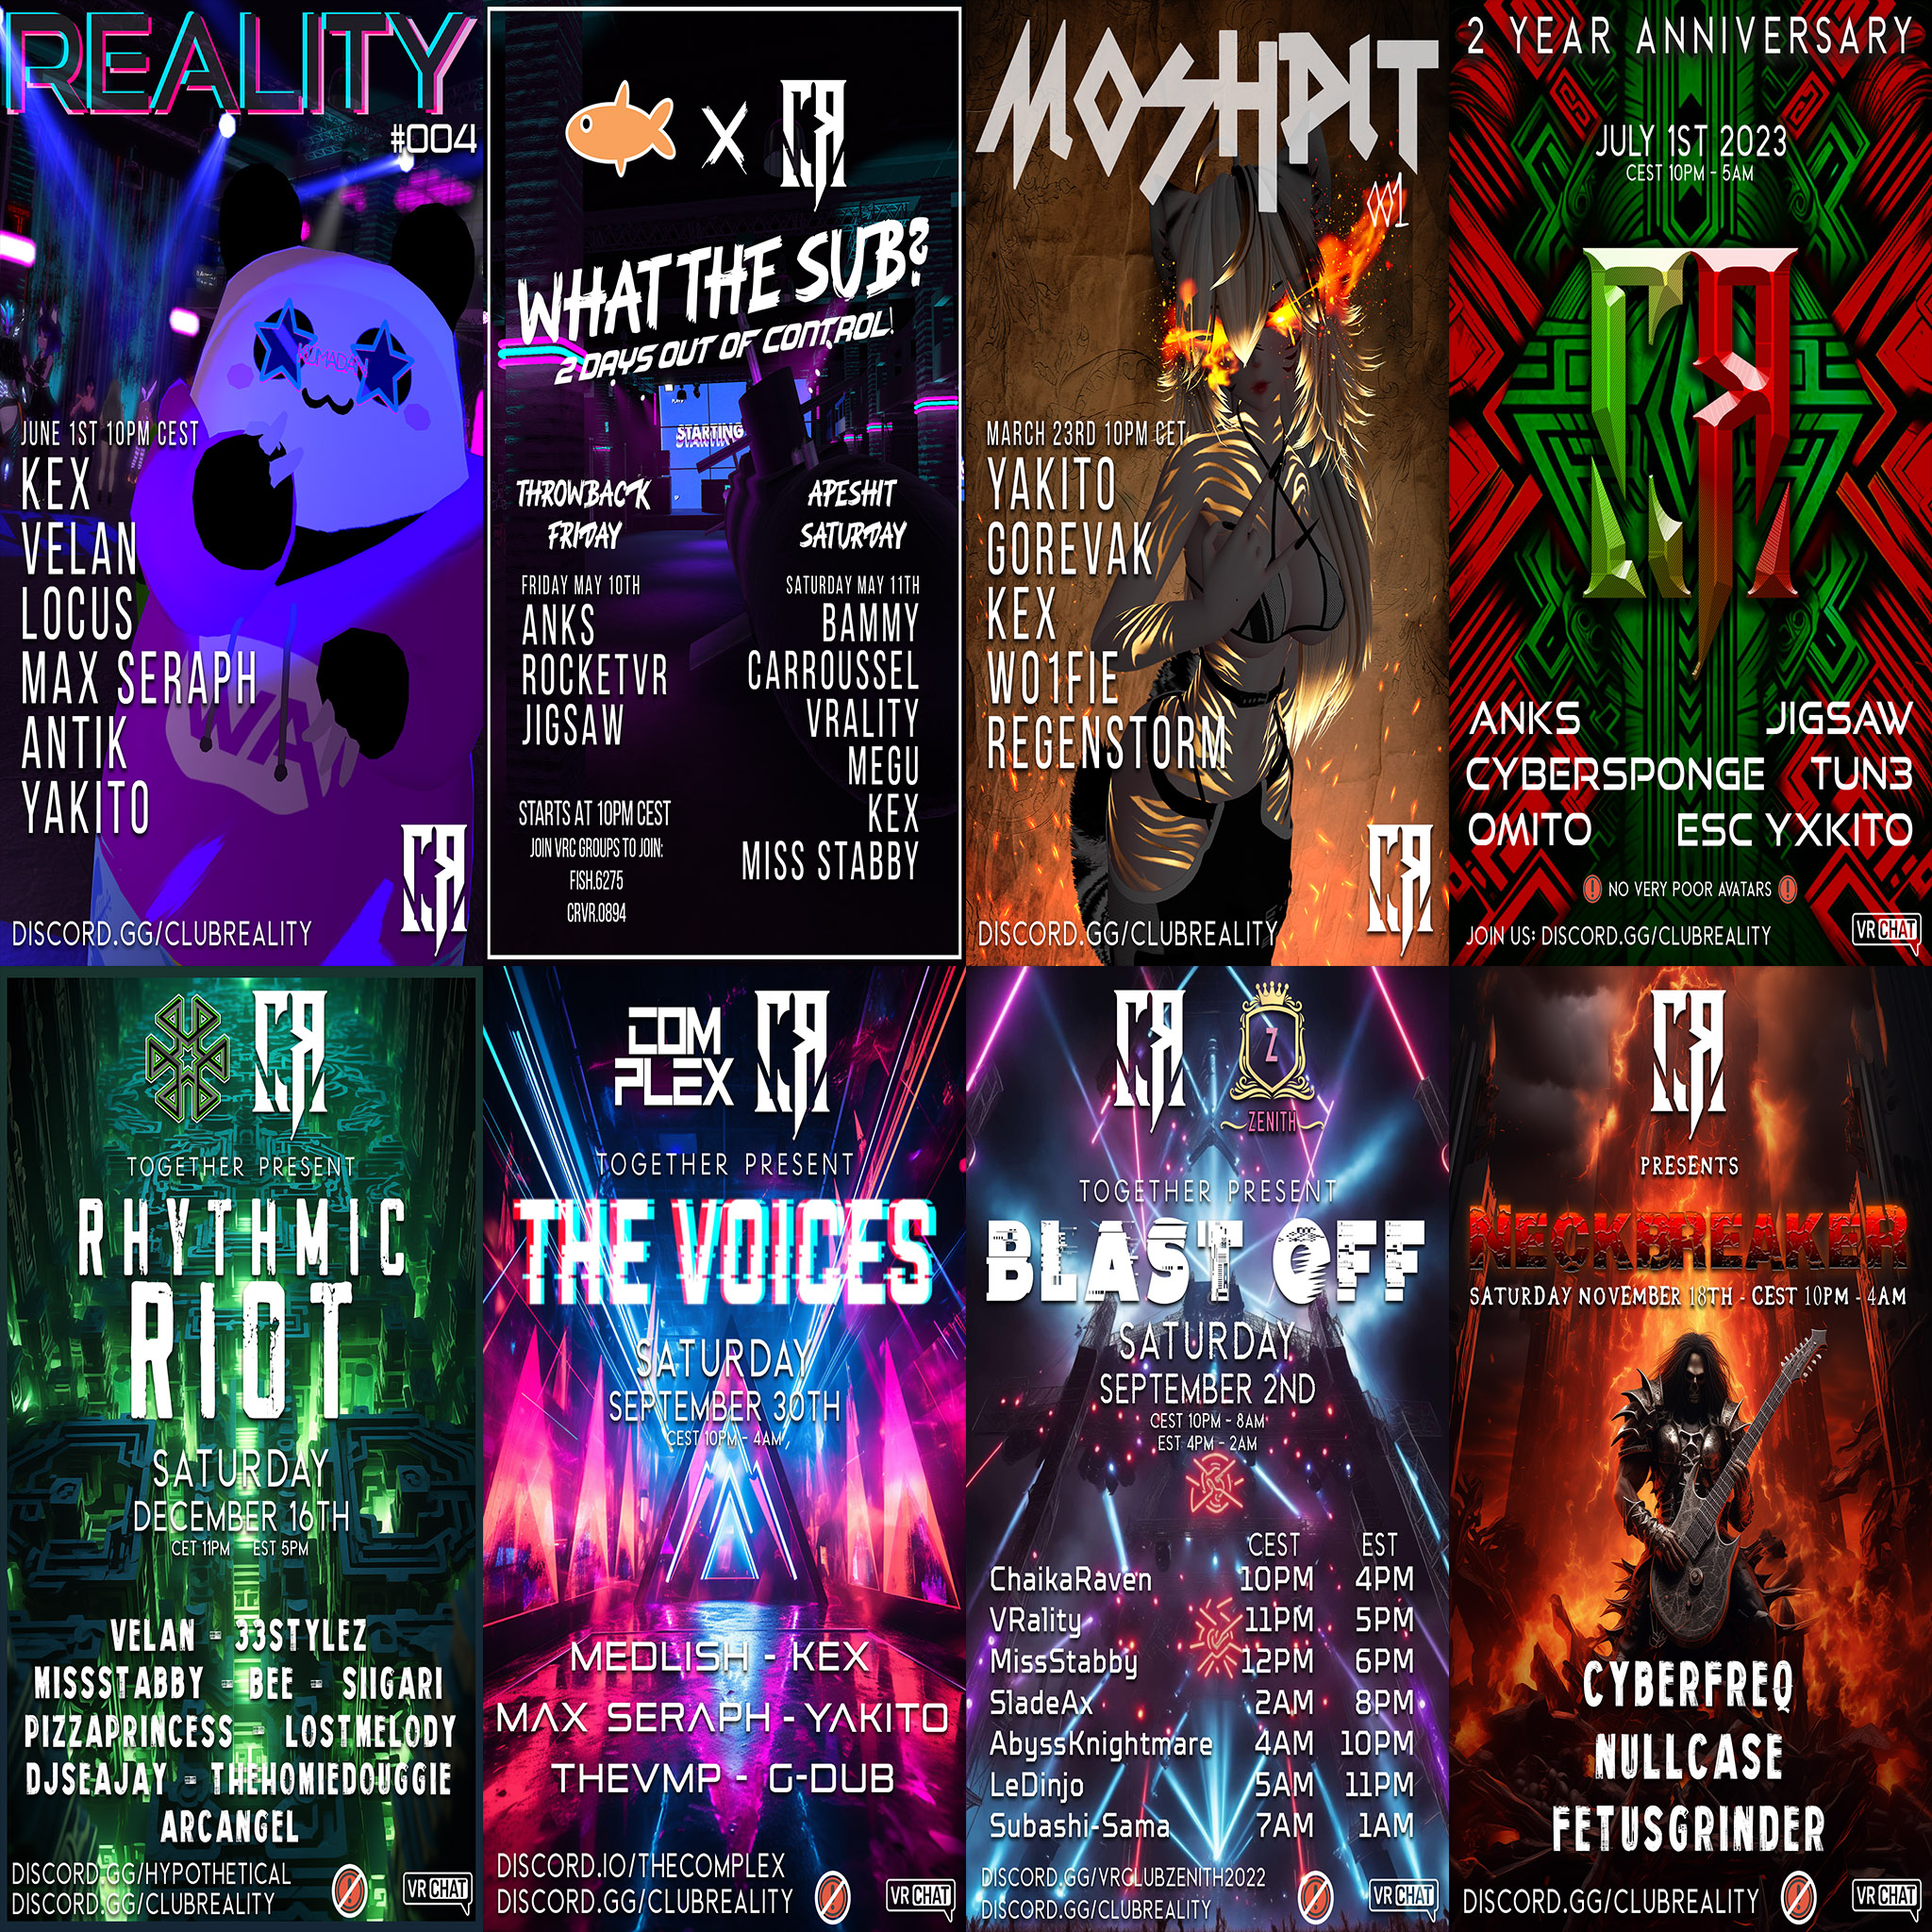 REALITY
#004
KUMADAN
JUNE 1ST 10PM CEST
KEX
VELAN
LOCUS
MAX SERAPH
ANTIK
YAKITO
CR
DISCORD.GG/CLUBREALITY
X
CR
WHAT THE SUB?
2 DAYS OUT OF CONTROL!
STARTING
THROWBACK
FRIDAY
FRIDAY MAY 10TH
ANKS
ROCKETVR
JIGSAW
STARTS AT 10PM CEST
JOIN VRC GROUPS TO JOIN:
FISH.6275
CRVR.0894
APESHIT
SATURDAY
SATURDAY MAY 11TH
BAMMY
CARROUSSEL
VRALITY
MEGU
KEX
MISS STABBY
MOSHPIT
001
MARCH 23RD 10PM CET
YAKITO
GOREVAK
KEX
WO1FIE
REGENSTORM
CR
DISCORD.GG/CLUBREALITY
2 YEAR ANNIVERSARY
JULY 1ST 2023
CEST 10PM - 5AM
CR
ANKS JIGSAW
CYBERSPONGE TUN3
OMITO ESC YXKITO
! NO VERY POOR AVATARS !
JOIN US: DISCORD.GG/CLUBREALITY
VRCHAT
CR
TOGETHER PRESENT
RHYTHMIC
RIOT
SATURDAY
DECEMBER 16TH
CET 11PM EST 5PM
VELAN - 33STYLEZ
MISSSTABBY - BEE - SIIGARI
PIZZAPRINCESS - LOSTMELODY
DJSEAJAY - THEHOMIEDOUGGIE
ARCANGEL
DISCORD.GG/HYPOTHETICAL
DISCORD.GG/CLUBREALITY
VRCHAT
COM
PLEX
CR
TOGETHER PRESENT
THE VOICES
SATURDAY
SEPTEMBER 30TH
CEST 10PM - 4AM
MEDLISH - KEX
MAX SERAPH - YAKITO
THEVMP - G-DUB
DISCORD.IO/THECOMPLEX
DISCORD.GG/CLUBREALITY
VRCHAT
CR
Z
ZENITH
TOGETHER PRESENT
BLAST OFF
SATURDAY
SEPTEMBER 2ND
CEST 10PM - 8AM
EST 4PM - 2AM
CEST EST
ChaikaRaven 10PM 4PM
VRality 11PM 5PM
MissStabby 12PM 6PM
SladeAx 2AM 8PM
AbyssKnightmare 4AM 10PM
LeDinjo 5AM 11PM
Subashi-Sama 7AM 1AM
DISCORD.GG/VRCLUBZENITH2022
DISCORD.GG/CLUBREALITY
VRCHAT
CR
PRESENTS
NECKBREAKER
SATURDAY NOVEMBER 18TH - CEST 10PM - 4AM
CYBERFREQ
NULLCASE
FETUSGRINDER
DISCORD.GG/CLUBREALITY
VRCHAT